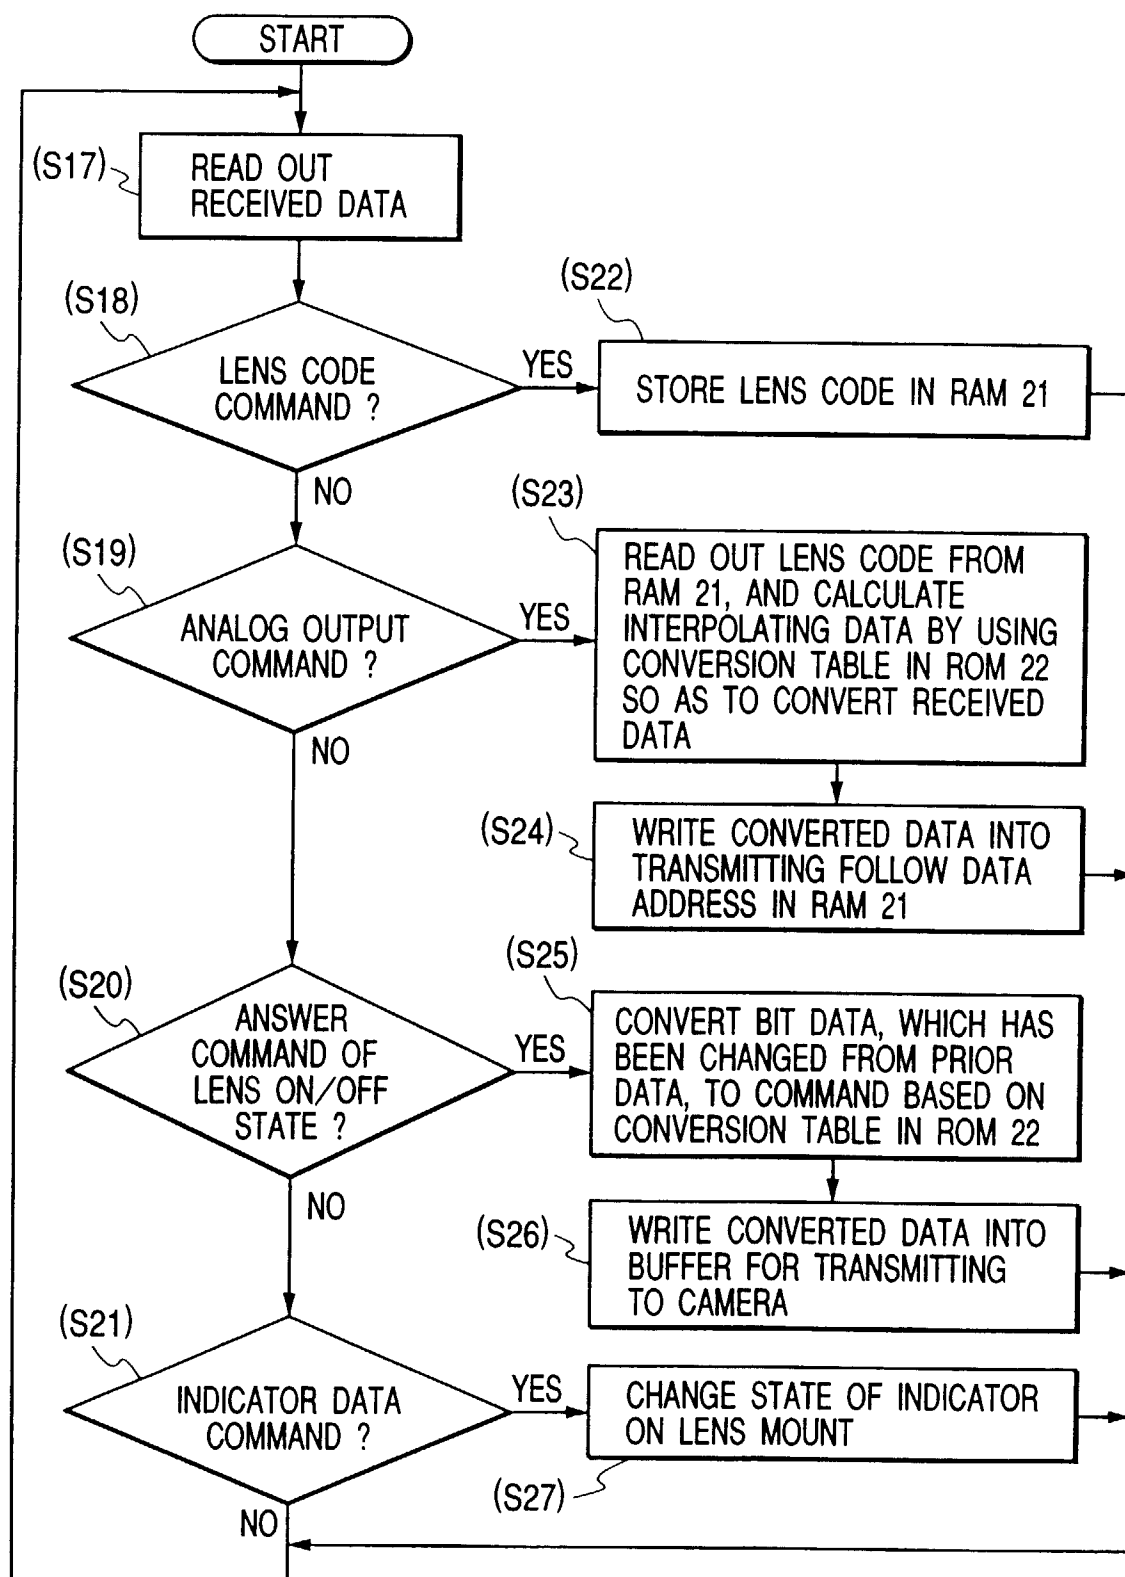 START
(S17)
READ OUT
RECEIVED DATA
(S18)
LENS CODE
COMMAND ?
YES
NO
(S22)
STORE LENS CODE IN RAM 21
(S19)
ANALOG OUTPUT
COMMAND ?
YES
NO
(S23)
READ OUT LENS CODE FROM
RAM 21, AND CALCULATE
INTERPOLATING DATA BY USING
CONVERSION TABLE IN ROM 22
SO AS TO CONVERT RECEIVED
DATA
(S24)
WRITE CONVERTED DATA INTO
TRANSMITTING FOLLOW DATA
ADDRESS IN RAM 21
(S20)
ANSWER
COMMAND OF
LENS ON/OFF
STATE ?
YES
NO
(S25)
CONVERT BIT DATA, WHICH HAS
BEEN CHANGED FROM PRIOR
DATA, TO COMMAND BASED ON
CONVERSION TABLE IN ROM 22
(S26)
WRITE CONVERTED DATA INTO
BUFFER FOR TRANSMITTING
TO CAMERA
(S21)
INDICATOR DATA
COMMAND ?
YES
NO
CHANGE STATE OF INDICATOR
ON LENS MOUNT
(S27)